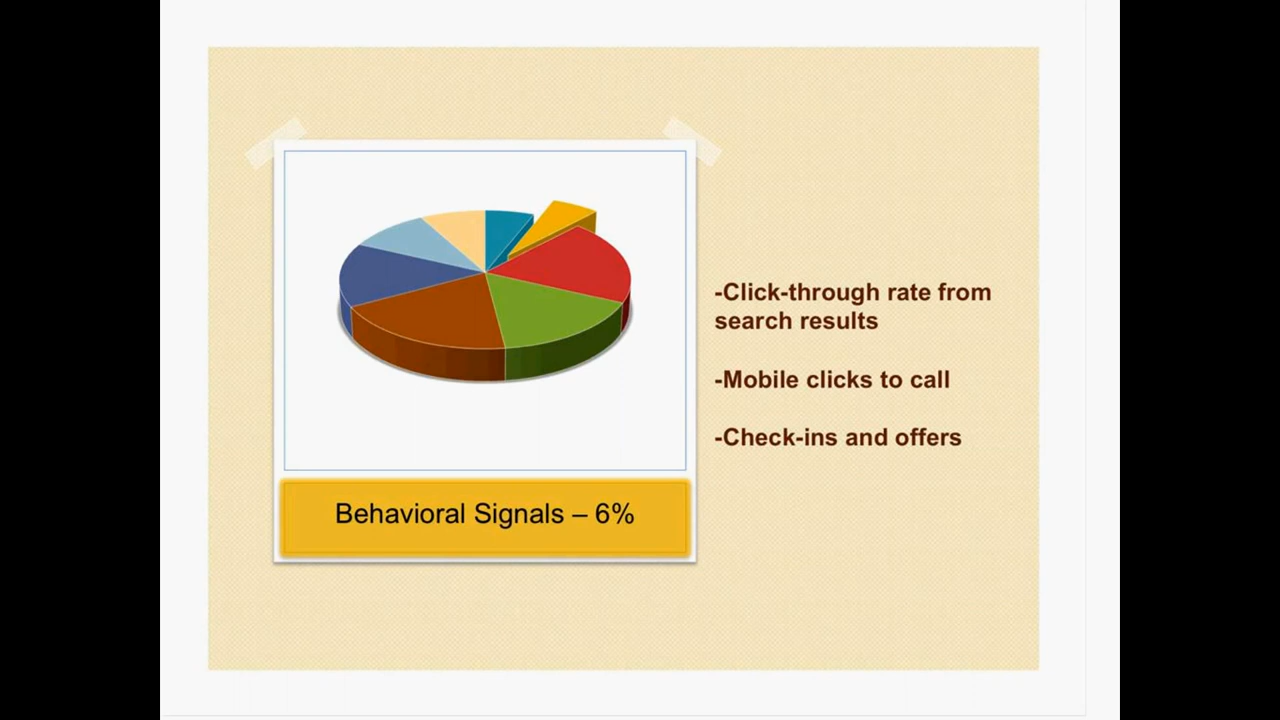 -Click-through rate from
search results
-Mobile clicks to call
-Check-ins and offers
Behavioral Signals – 6%